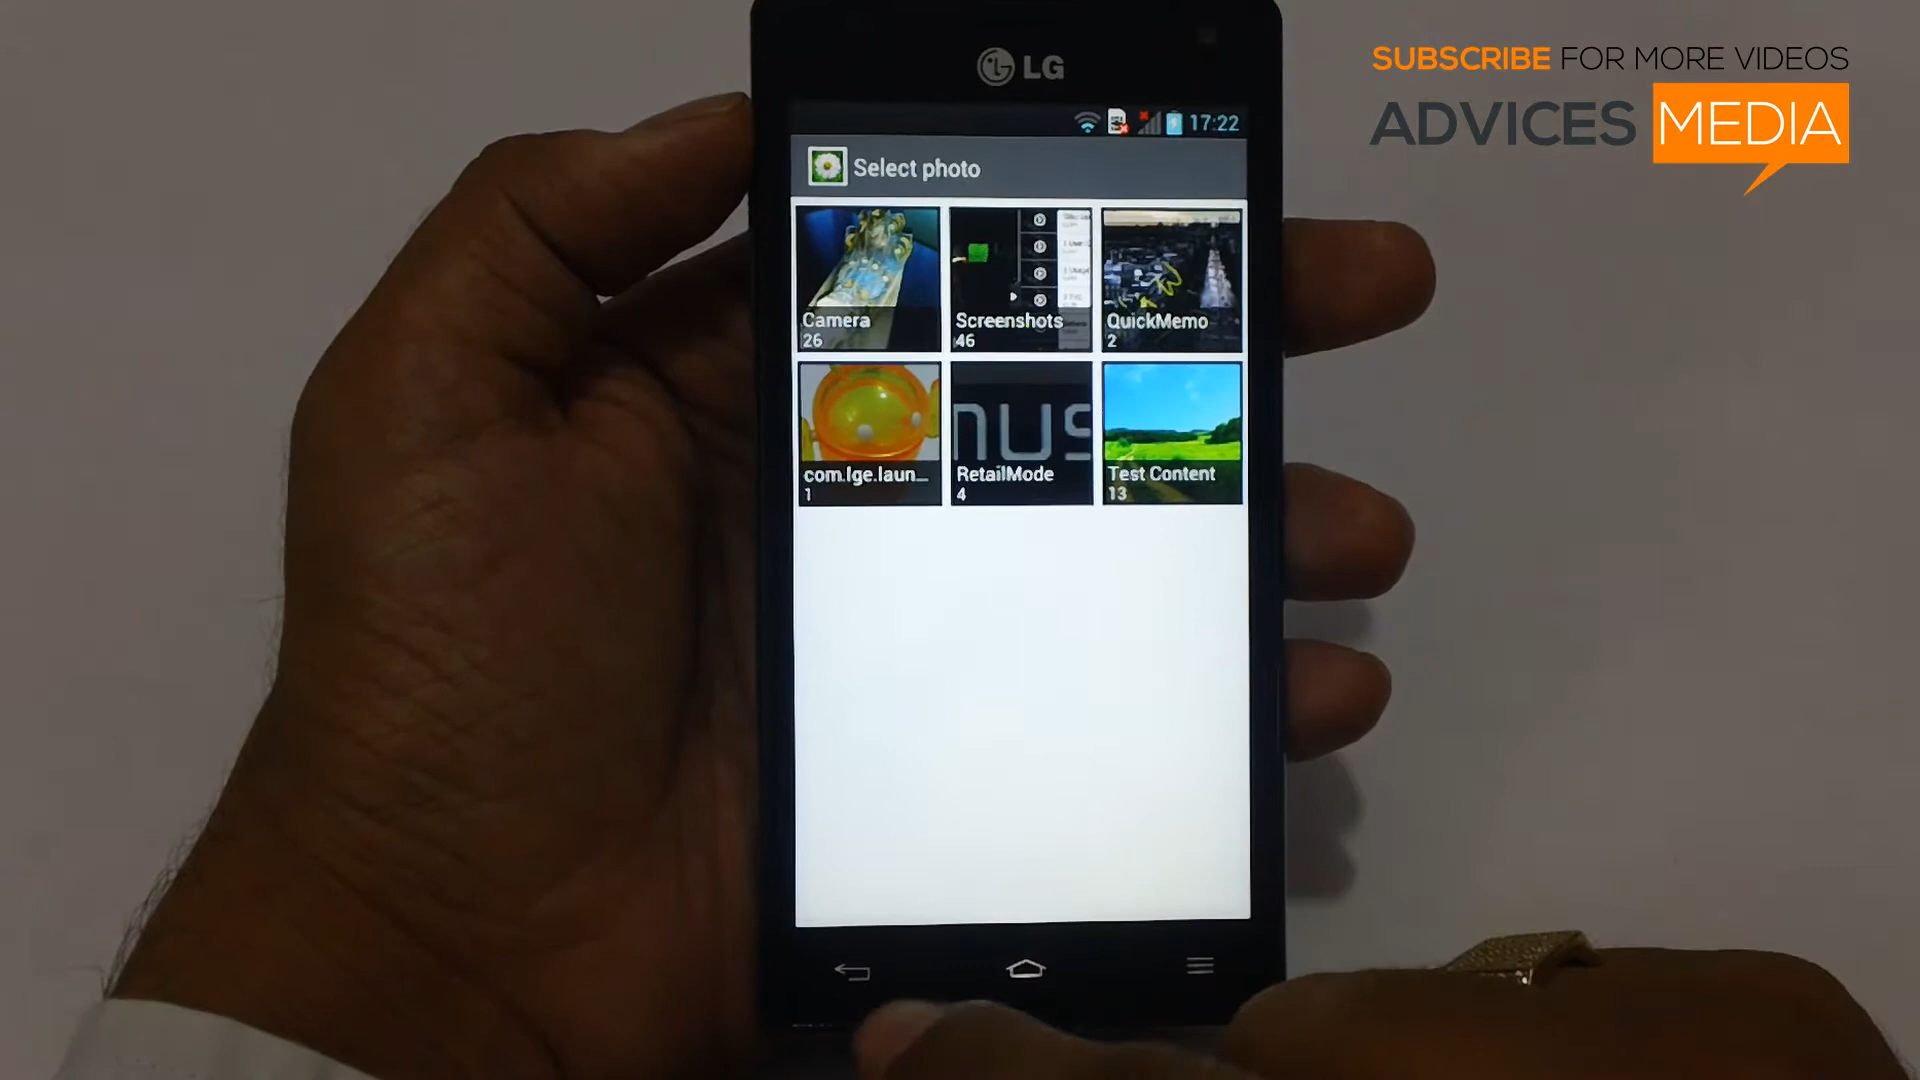 SUBSCRIBE FOR MORE VIDEOS
ADVICES MEDIA
LG
17:22
Select photo
Camera
26
Screenshots
46
QuickMemo
2
com.lge.laun...
1
RetailMode
4
nus
Test Content
13